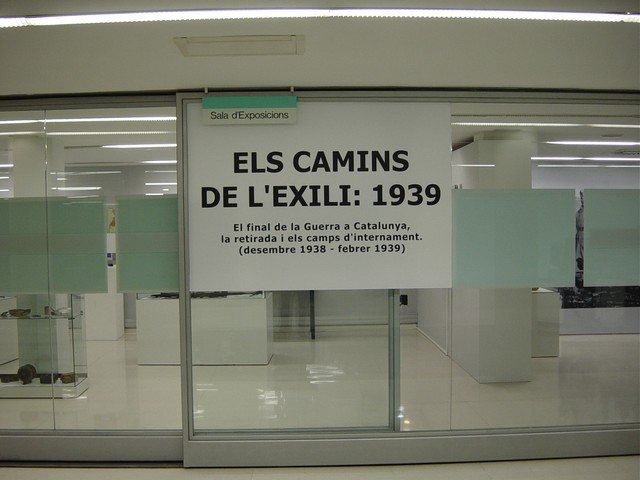 Sala d'Exposicions
ELS CAMINS
DE L'EXILI: 1939
El final de la Guerra a Catalunya,
la retirada i els camps d'internament.
(desembre 1938 - febrer 1939)